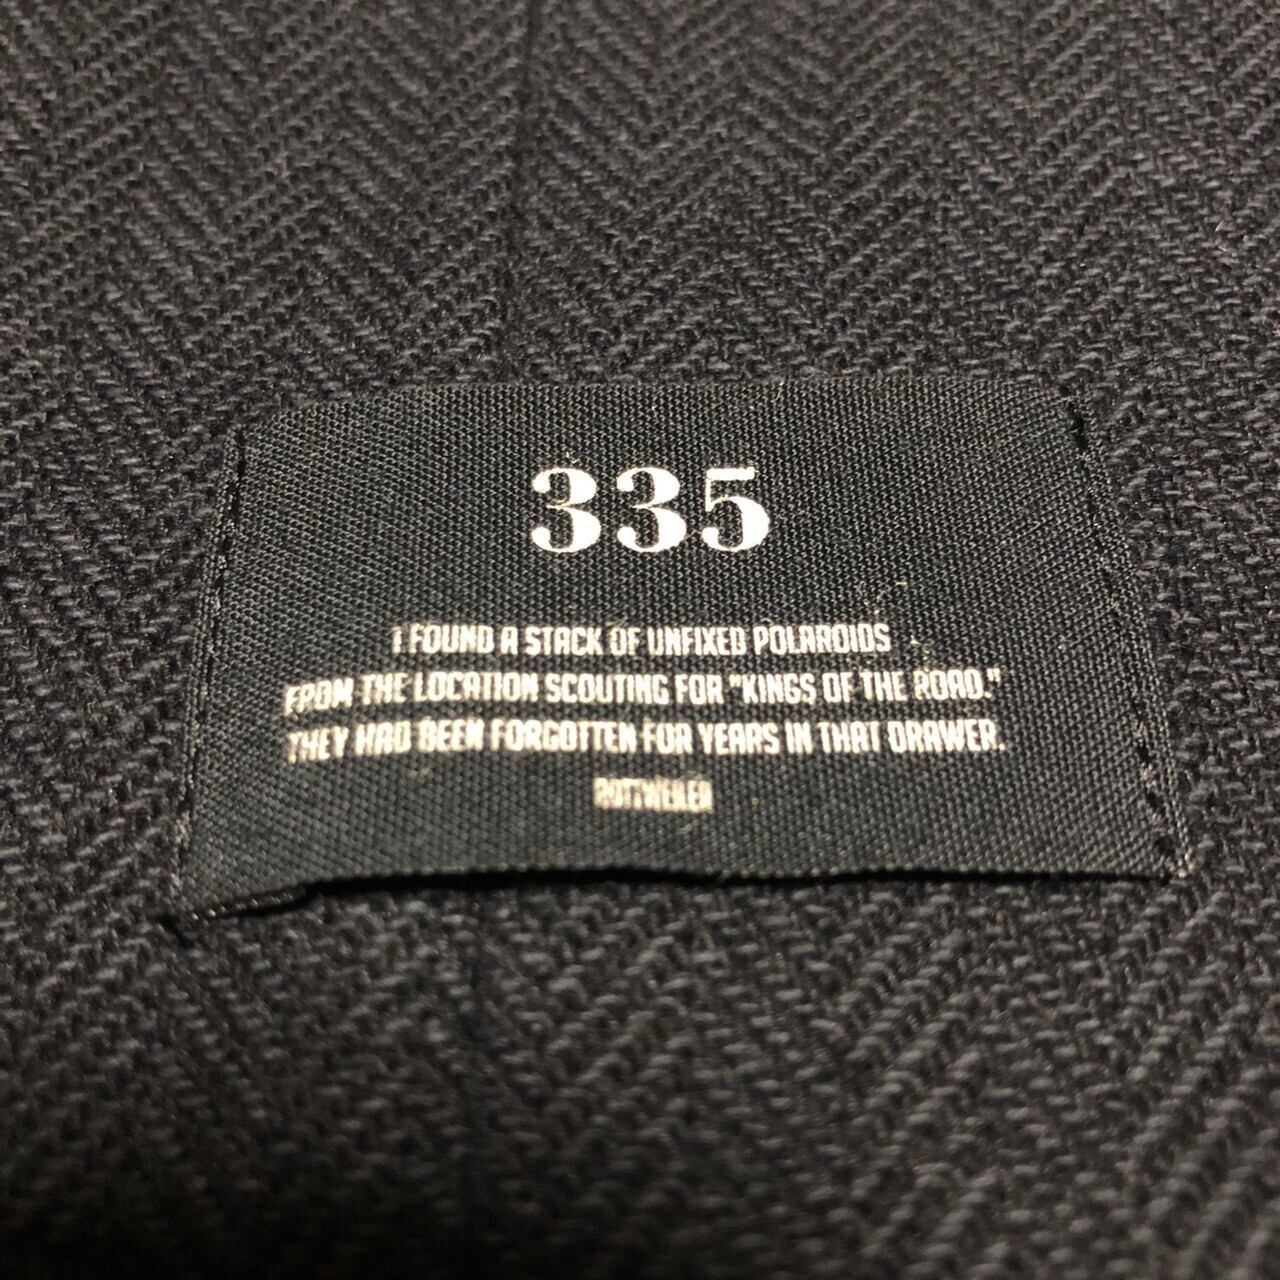 335
I FOUND A STACK OF UNFIXED POLAROIDS
FROM THE LOCATION SCOUTING FOR "KINGS OF THE ROAD."
THEY HAD BEEN FORGOTTEN FOR YEARS IN THAT DRAWER.
ROTTWEILER